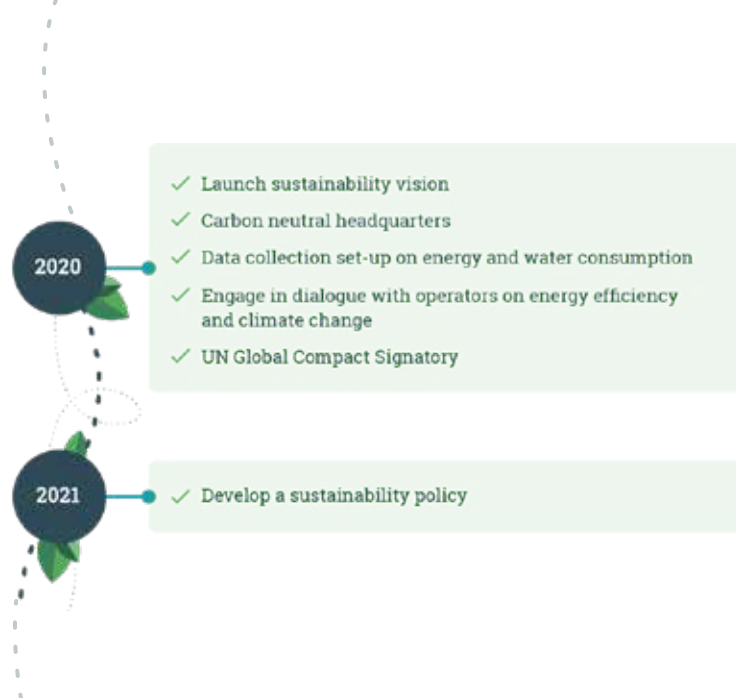 Launch sustainability vision
Carbon neutral headquarters
2020
Data collection set-up on energy and water consumption
Engage in dialogue with operators on energy efficiency
and climate change
UN Global Compact Signatory
2021
Develop a sustainability policy